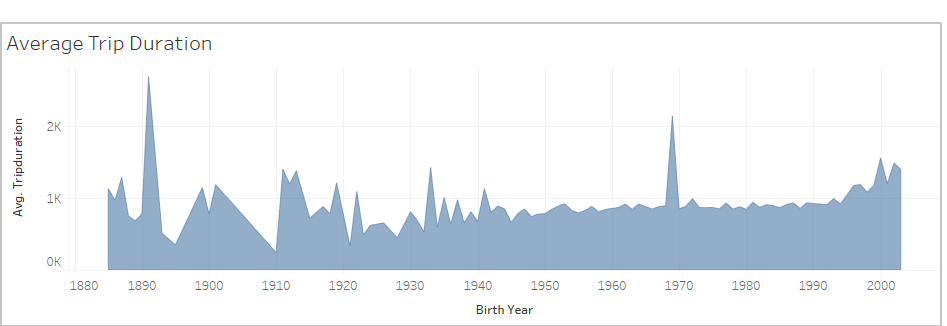 Average Trip Duration
Avg. Tripduration
2K
1K
0K
1880 1890 1900 1910 1920 1930 1940 1950 1960 1970 1980 1990 2000
Birth Year